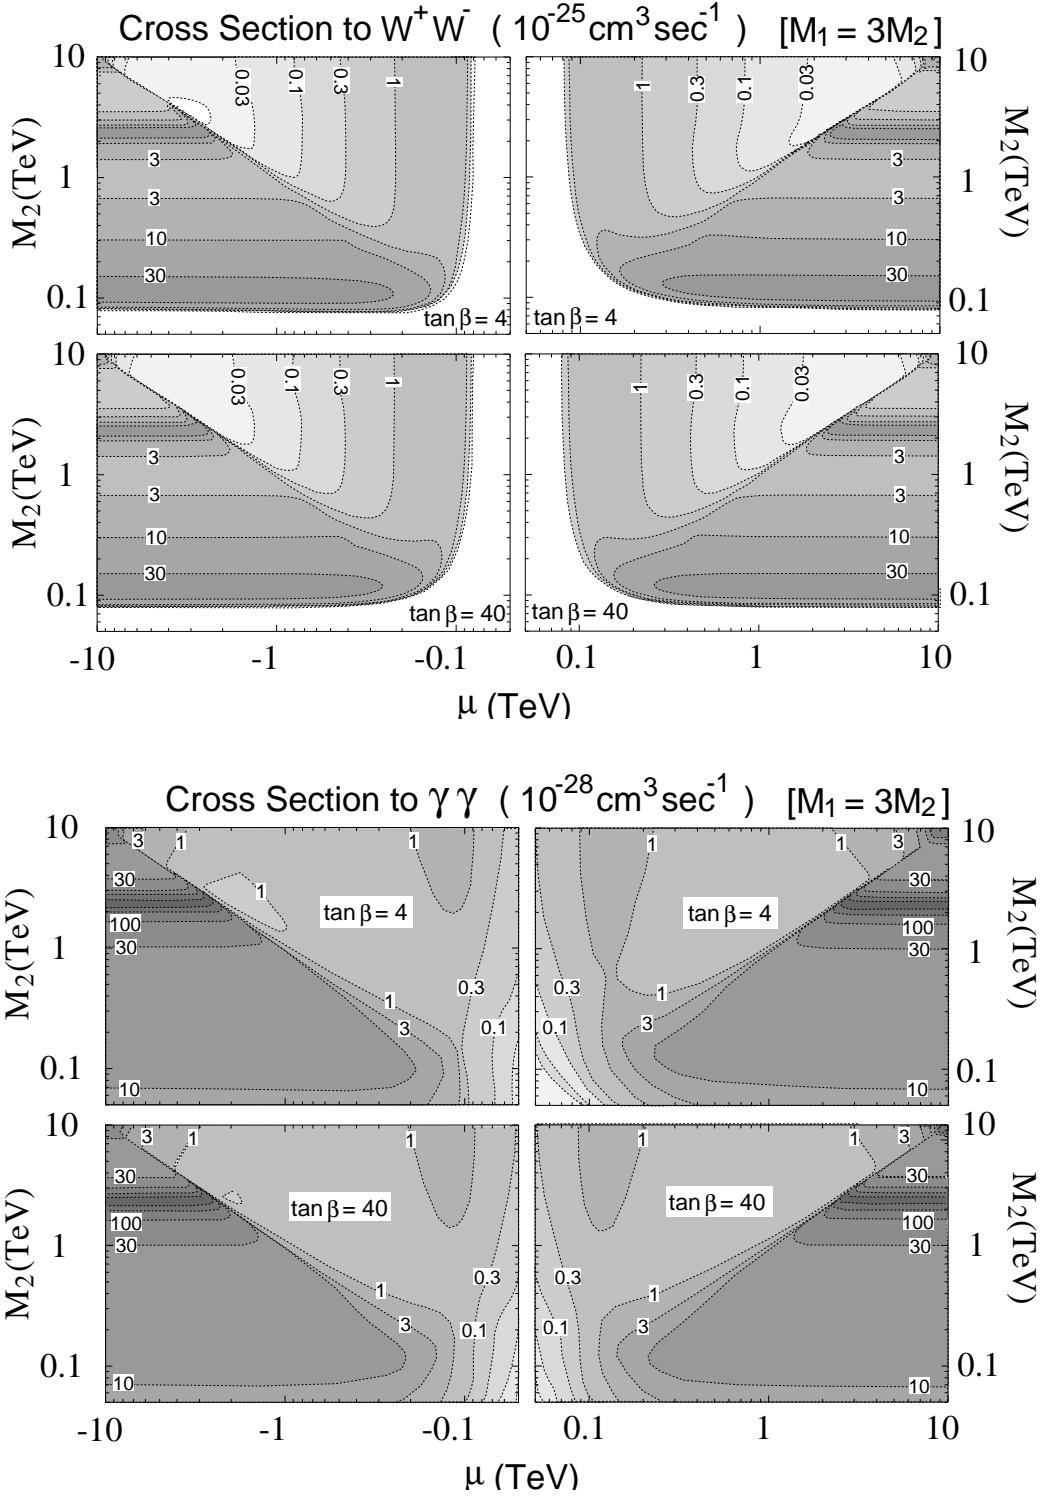 Cross Section to W+ W- ( 10-25 cm3 sec-1 ) [M1 = 3M2]
10 0.03 0.1 0.3 1 1 0.3 0.1 0.03 10
M2(TeV) M2(TeV)
3 3
1 1
3 3
10 10
30 30
0.1 tan β = 4 tan β = 4 0.1
10 0.03 0.1 0.3 1 1 0.3 0.1 0.03 10
M2(TeV) M2(TeV)
3 3
1 1
3 3
10 10
30 30
0.1 tan β = 40 tan β = 40 0.1
-10 -1 -0.1 0.1 1 10
μ (TeV)
Cross Section to γ γ ( 10-28 cm3 sec-1 ) [M1 = 3M2]
10 3 1 1 1 1 3 10
30 1 30
M2(TeV) tan β = 4 tan β = 4 M2(TeV)
100 100
1 30 30 1
1 0.3 0.3 1
3 0.1 0.1 3
0.1 10 10 0.1
10 3 1 1 1 1 3 10
30 30
M2(TeV) tan β = 40 tan β = 40 M2(TeV)
100 100
1 30 30 1
1 0.3 0.3 1
3 0.1 0.1 3
0.1 10 10 0.1
-10 -1 -0.1 0.1 1 10
μ (TeV)